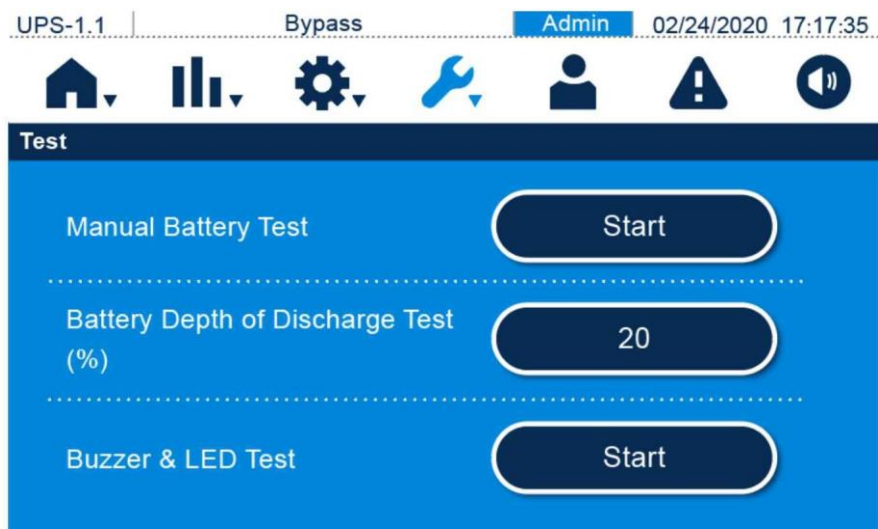 UPS-1.1 Bypass Admin 02/24/2020 17:17:35
Test
Manual Battery Test Start
Battery Depth of Discharge Test
(%)
20
Buzzer & LED Test Start